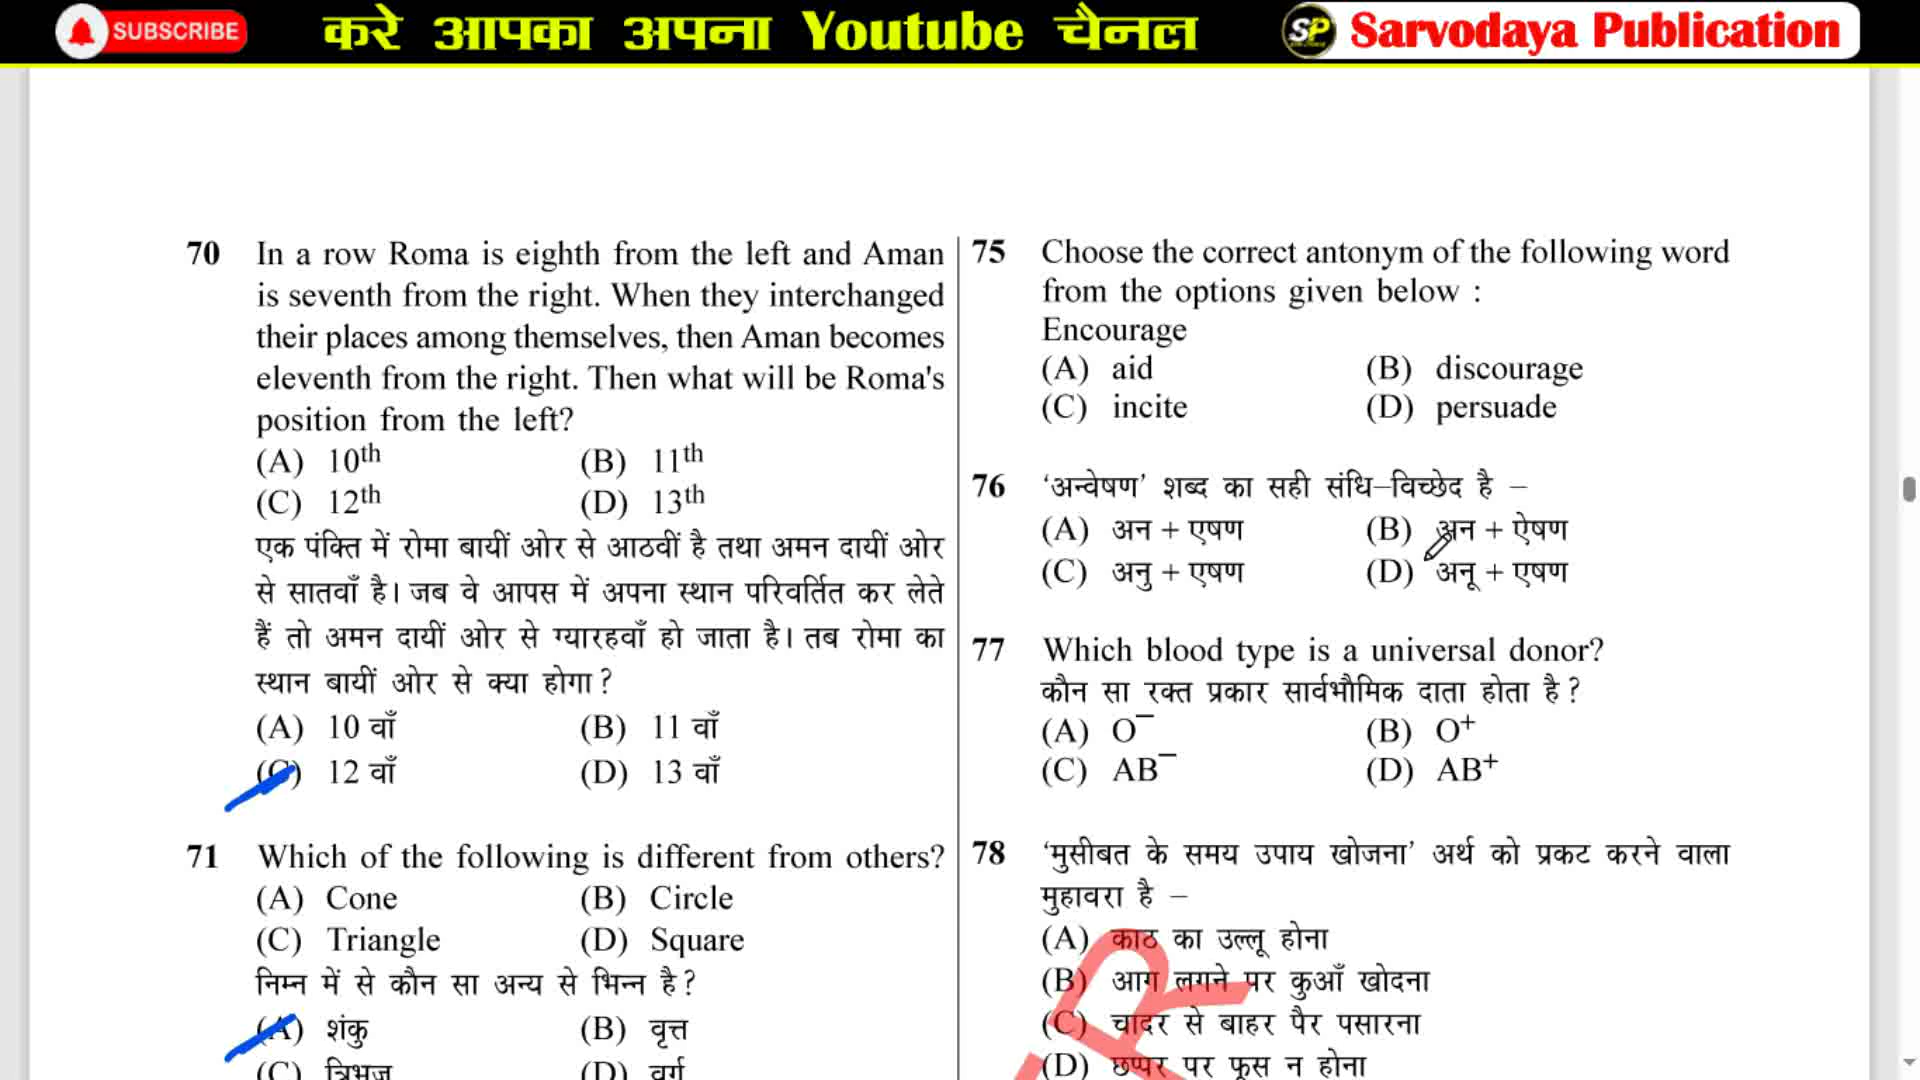 SUBSCRIBE करे आपका अपना Youtube चैनल SP Sarvodaya Publication
70 In a row Roma is eighth from the left and Aman
is seventh from the right. When they interchanged
their places among themselves, then Aman becomes
eleventh from the right. Then what will be Roma's
position from the left?
(A) 10th (B) 11th
(C) 12th (D) 13th
एक पंक्ति में रोमा बायीं ओर से आठवीं है तथा अमन दायीं ओर
से सातवाँ है। जब वे आपस में अपना स्थान परिवर्तित कर लेते
हैं तो अमन दायीं ओर से ग्यारहवाँ हो जाता है। तब रोमा का
स्थान बायीं ओर से क्या होगा ?
(A) 10 वाँ (B) 11 वाँ
(C) 12 वाँ (D) 13 वाँ
71 Which of the following is different from others?
(A) Cone (B) Circle
(C) Triangle (D) Square
निम्न में से कौन सा अन्य से भिन्न है ?
(A) शंकु (B) वृत्त
(C) त्रिभुज (D) वर्ग
75 Choose the correct antonym of the following word
from the options given below :
Encourage
(A) aid (B) discourage
(C) incite (D) persuade
76 ‘अन्वेषण’ शब्द का सही संधि–विच्छेद है –
(A) अन + एषण (B) अन + ऐषण
(C) अनु + एषण (D) अनू + एषण
77 Which blood type is a universal donor?
कौन सा रक्त प्रकार सार्वभौमिक दाता होता है ?
(A) O⁻ (B) O⁺
(C) AB⁻ (D) AB⁺
78 ‘मुसीबत के समय उपाय खोजना’ अर्थ को प्रकट करने वाला
मुहावरा है –
(A) काठ का उल्लू होना
(B) आग लगने पर कुआँ खोदना
(C) चादर से बाहर पैर पसारना
(D) छप्पर पर फूस न होना